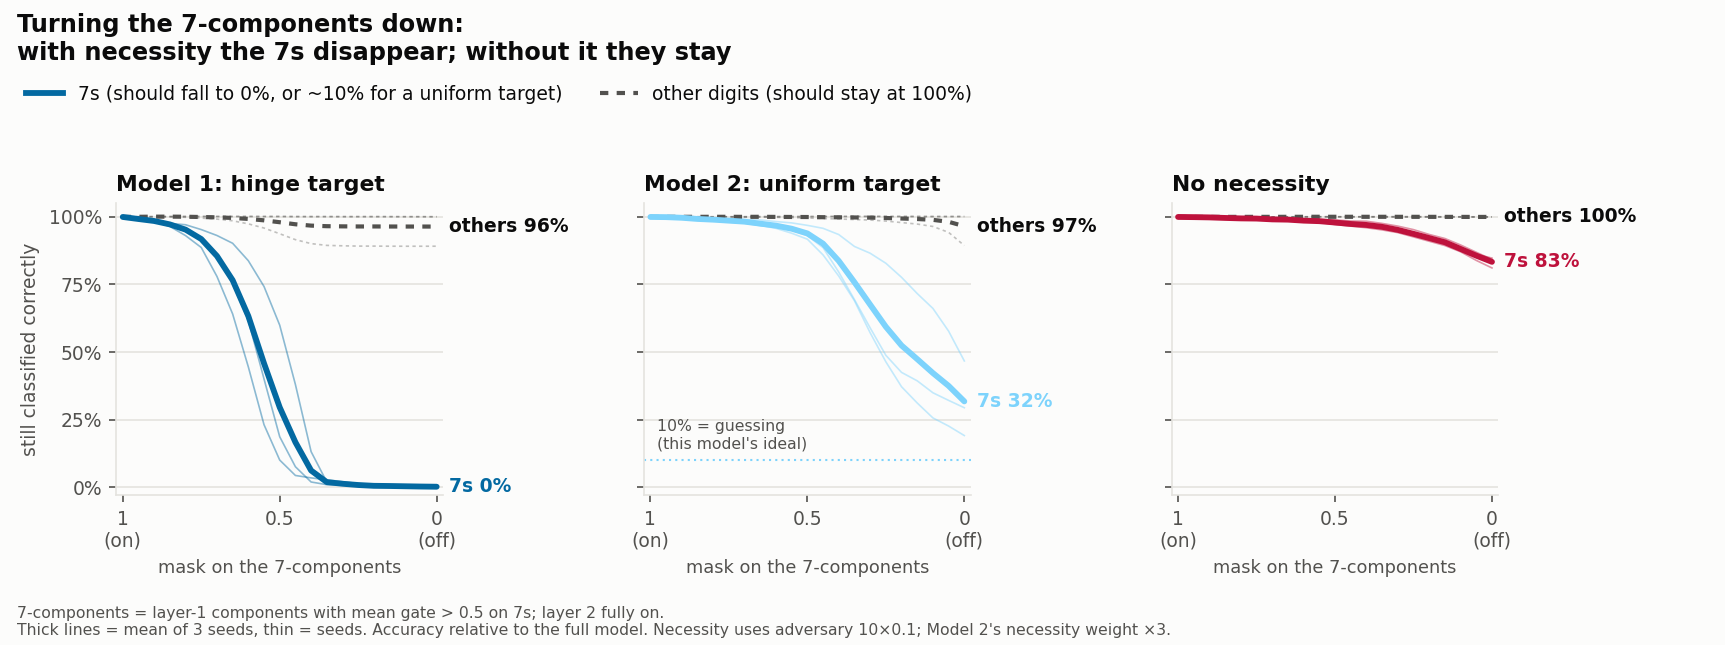 Turning the 7-components down:
with necessity the 7s disappear; without it they stay
7s (should fall to 0%, or ~10% for a uniform target)
other digits (should stay at 100%)
Model 1: hinge target
Model 2: uniform target
No necessity
still classified correctly
100%
75%
50%
25%
0%
others 96%
7s 0%
others 97%
7s 32%
10% = guessing
(this model's ideal)
others 100%
7s 83%
1
(on)
0.5
0
(off)
mask on the 7-components
1
(on)
0.5
0
(off)
mask on the 7-components
1
(on)
0.5
0
(off)
mask on the 7-components
7-components = layer-1 components with mean gate > 0.5 on 7s; layer 2 fully on.
Thick lines = mean of 3 seeds, thin = seeds. Accuracy relative to the full model. Necessity uses adversary 10×0.1; Model 2's necessity weight ×3.